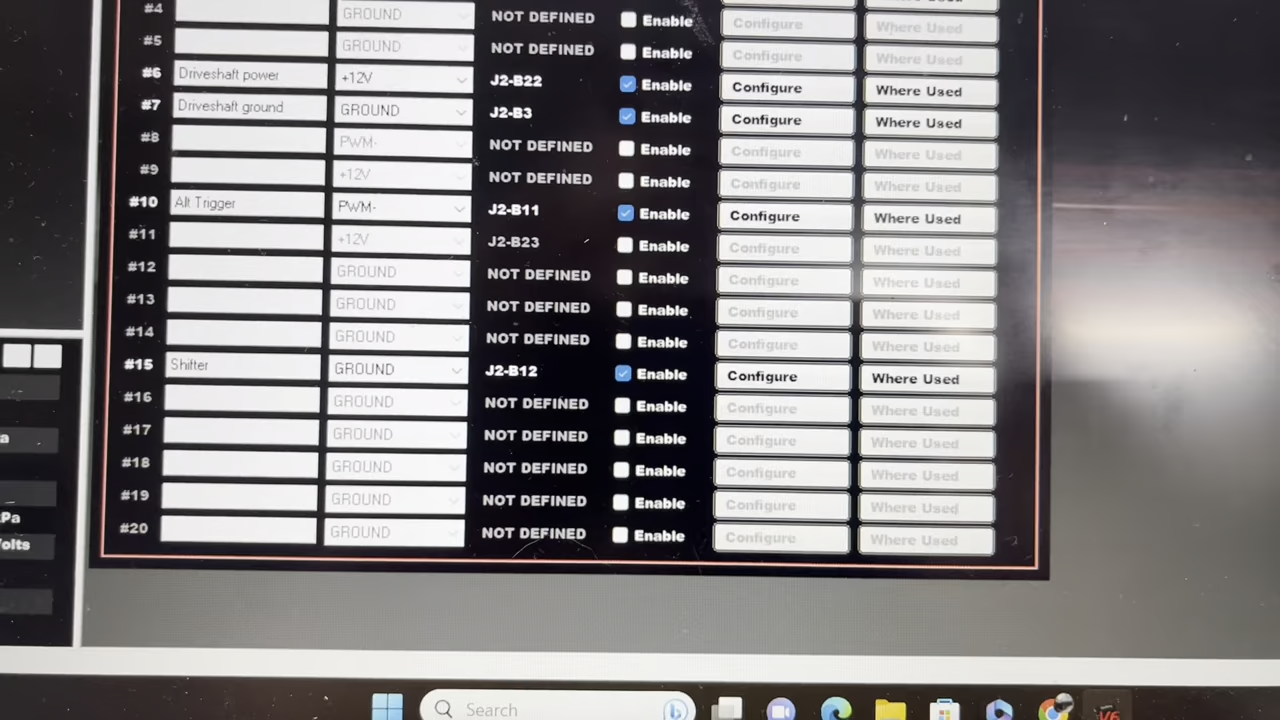 #4 GROUND NOT DEFINED Enable Configure Where Used
#5 GROUND NOT DEFINED Enable Configure Where Used
#6 Driveshaft power +12V J2-B22 Enable Configure Where Used
#7 Driveshaft ground GROUND J2-B3 Enable Configure Where Used
#8 PWM- NOT DEFINED Enable Configure Where Used
#9 +12V NOT DEFINED Enable Configure Where Used
#10 Alt Trigger PWM- J2-B11 Enable Configure Where Used
#11 +12V J2-B23 Enable Configure Where Used
#12 GROUND NOT DEFINED Enable Configure Where Used
#13 GROUND NOT DEFINED Enable Configure Where Used
#14 GROUND NOT DEFINED Enable Configure Where Used
#15 Shifter GROUND J2-B12 Enable Configure Where Used
#16 GROUND NOT DEFINED Enable Configure Where Used
#17 GROUND NOT DEFINED Enable Configure Where Used
#18 GROUND NOT DEFINED Enable Configure Where Used
#19 GROUND NOT DEFINED Enable Configure Where Used
#20 GROUND NOT DEFINED Enable Configure Where Used
Search
V6